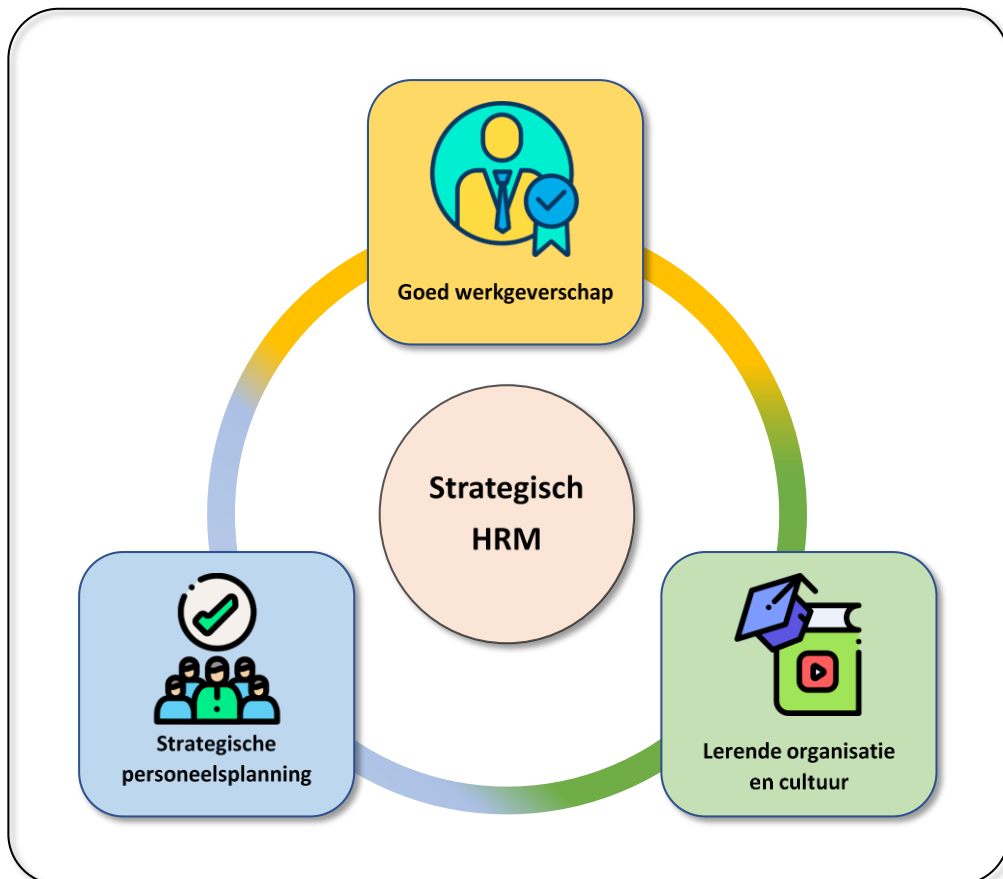 Goed werkgeverschap
Strategisch
HRM
Strategische
personeelsplanning
Lerende organisatie
en cultuur